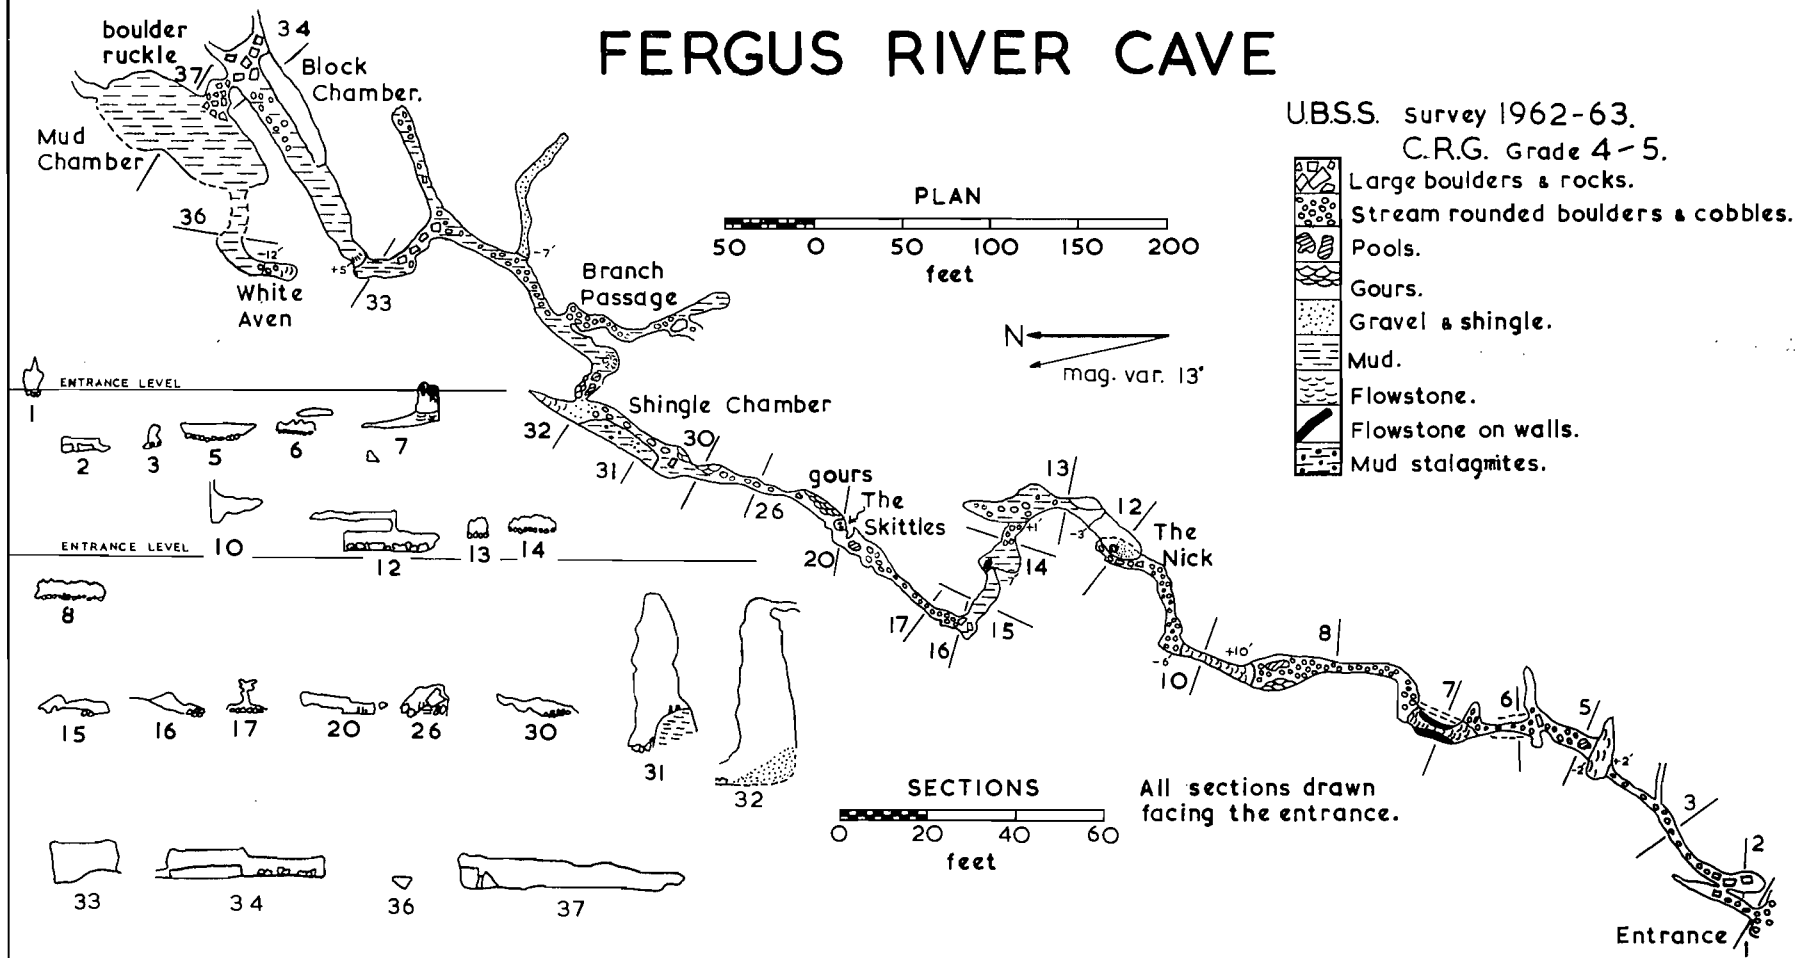 FERGUS RIVER CAVE
U.B.S.S. Survey 1962-63.
C.R.G. Grade 4-5.
Large boulders & rocks.
Stream rounded boulders & cobbles.
Pools.
Gours.
Gravel & shingle.
Mud.
Flowstone.
Flowstone on walls.
Mud stalagmites.
PLAN
50 0 50 100 150 200
feet
N
mag. var. 13°
boulder
ruckle
37
34
Block
Chamber.
Mud
Chamber
36
-12'
White
Aven
+5'
33
-7'
Branch
Passage
Shingle Chamber
32
31
30
26
gours
The
Skittles
20
17
16
15
-7
14
+1'
13
-3'
12
The
Nick
-6'
10
+10'
8
7
6
5
-2'
+2'
3
2
Entrance
1
ENTRANCE LEVEL
1
2 3 5 6 7
10 12 13 14
ENTRANCE LEVEL
8
15 16 17 20 26 30
31 32
33 34 36 37
SECTIONS
0 20 40 60
feet
All sections drawn
facing the entrance.